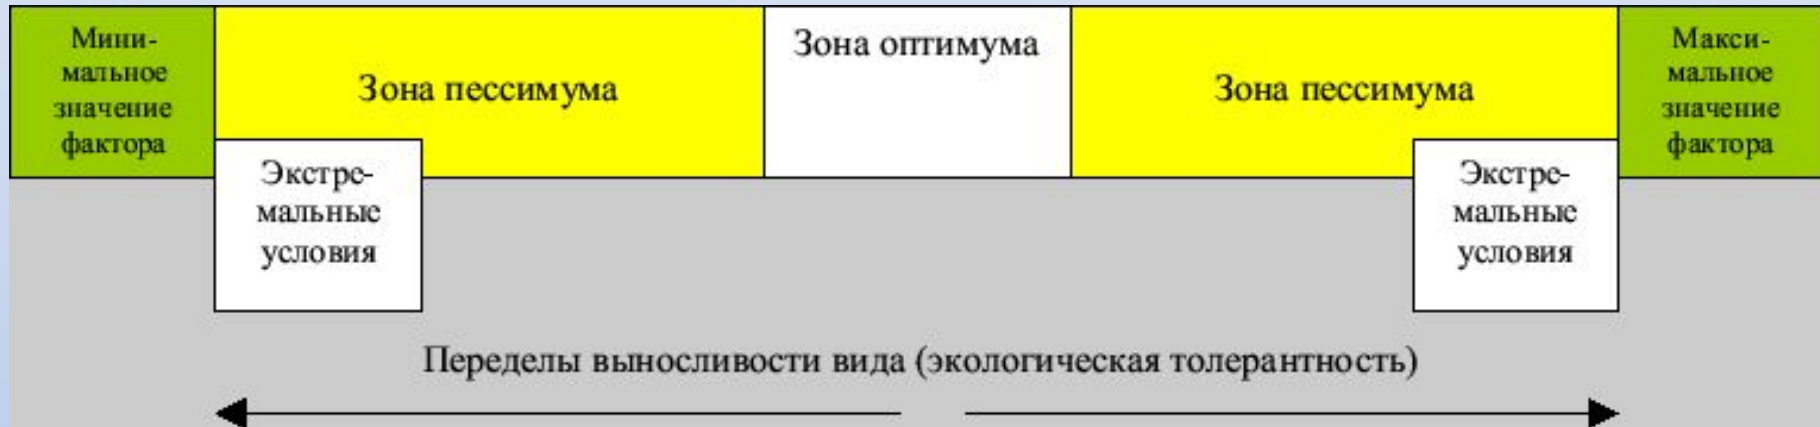 Мини-
мальное
значение
фактора
Зона пессимума
Зона оптимума
Зона пессимума
Макси-
мальное
значение
фактора
Экстре-
мальные
условия
Экстре-
мальные
условия
Переделы выносливости вида (экологическая толерантность)